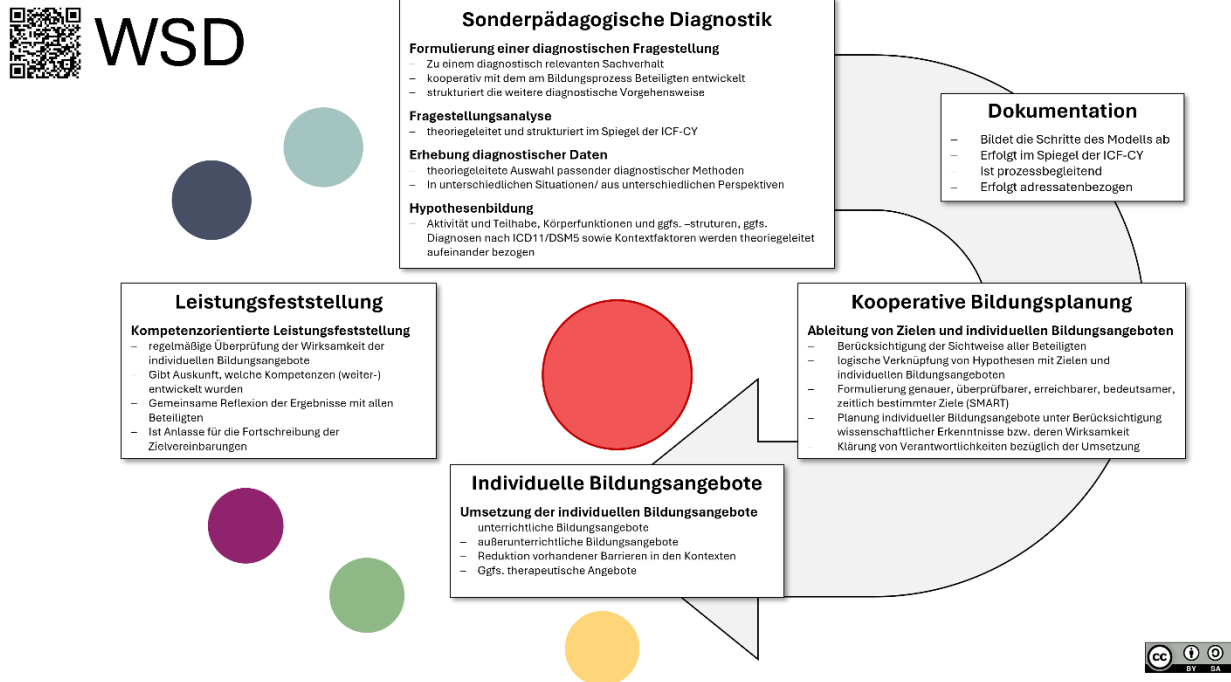 WSD
Sonderpädagogische Diagnostik
Formulierung einer diagnostischen Fragestellung
– Zu einem diagnostisch relevanten Sachverhalt
– kooperativ mit dem am Bildungsprozess Beteiligten entwickelt
– strukturiert die weitere diagnostische Vorgehensweise
Fragestellungsanalyse
– theoriegeleitet und strukturiert im Spiegel der ICF-CY
Erhebung diagnostischer Daten
– theoriegeleitete Auswahl passender diagnostischer Methoden
– In unterschiedlichen Situationen/ aus unterschiedlichen Perspektiven
Hypothesenbildung
– Aktivität und Teilhabe, Körperfunktionen und ggfs. –struturen, ggfs.
Diagnosen nach ICD11/DSM5 sowie Kontextfaktoren werden theoriegeleitet
aufeinander bezogen
Dokumentation
– Bildet die Schritte des Modells ab
– Erfolgt im Spiegel der ICF-CY
– Ist prozessbegleitend
– Erfolgt adressatenbezogen
Leistungsfeststellung
Kompetenzorientierte Leistungsfeststellung
– regelmäßige Überprüfung der Wirksamkeit der
individuellen Bildungsangebote
– Gibt Auskunft, welche Kompetenzen (weiter-)
entwickelt wurden
– Gemeinsame Reflexion der Ergebnisse mit allen
Beteiligten
– Ist Anlasse für die Fortschreibung der
Zielvereinbarungen
Kooperative Bildungsplanung
Ableitung von Zielen und individuellen Bildungsangeboten
– Berücksichtigung der Sichtweise aller Beteiligten
– logische Verknüpfung von Hypothesen mit Zielen und
individuellen Bildungsangeboten
– Formulierung genauer, überprüfbarer, erreichbarer, bedeutsamer,
zeitlich bestimmter Ziele (SMART)
– Planung individueller Bildungsangebote unter Berücksichtigung
wissenschaftlicher Erkenntnisse bzw. deren Wirksamkeit
– Klärung von Verantwortlichkeiten bezüglich der Umsetzung
Individuelle Bildungsangebote
Umsetzung der individuellen Bildungsangebote
unterrichtliche Bildungsangebote
– außerunterrichtliche Bildungsangebote
– Reduktion vorhandener Barrieren in den Kontexten
– Ggfs. therapeutische Angebote
cc BY SA